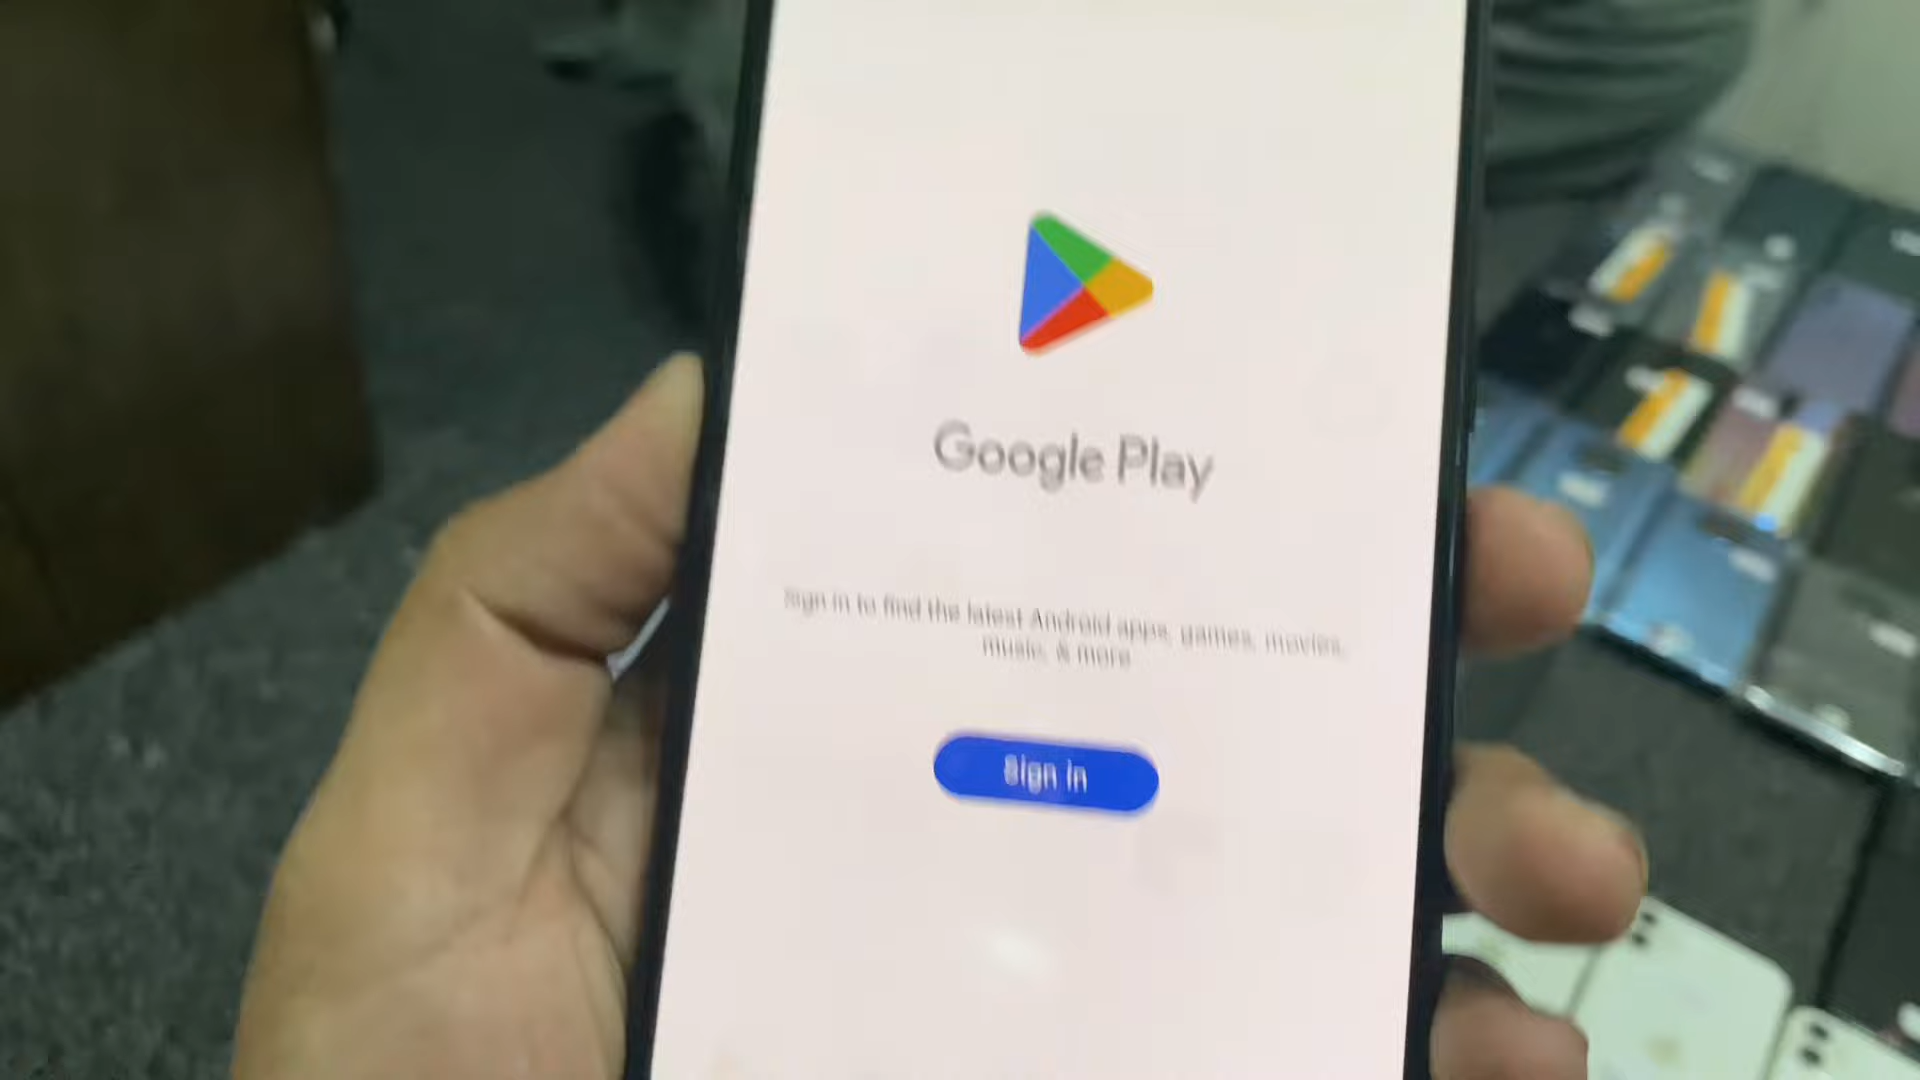 Google Play
Sign in to find the latest Android apps, games, movies,
music, & more
Sign in